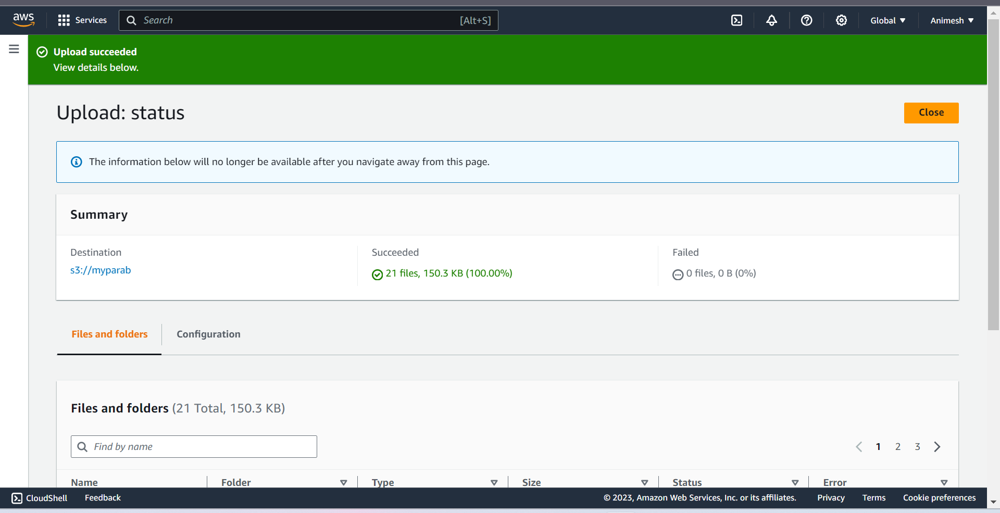 aws
Services
Search [Alt+S]
Global
Animesh
Upload succeeded
View details below.
Upload: status
Close
The information below will no longer be available after you navigate away from this page.
Summary
Destination
s3://myparab
Succeeded
21 files, 150.3 KB (100.00%)
Failed
0 files, 0 B (0%)
Files and folders
Configuration
Files and folders (21 Total, 150.3 KB)
Find by name
1 2 3
Name Folder Type Size Status Error
CloudShell Feedback © 2023, Amazon Web Services, Inc. or its affiliates. Privacy Terms Cookie preferences